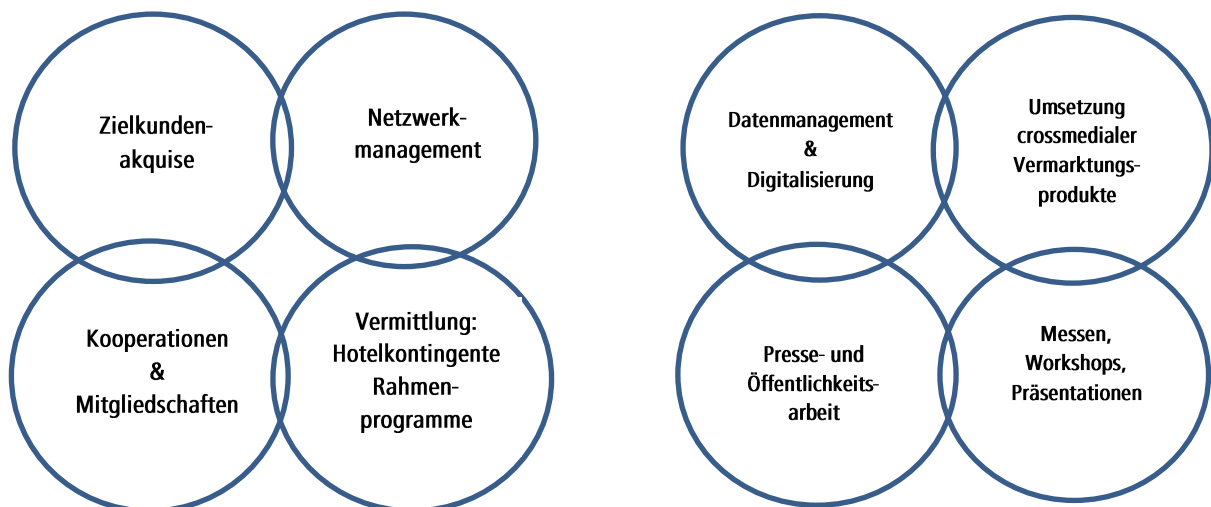 Zielkunden-
akquise
Netzwerk-
management
Kooperationen
&
Mitgliedschaften
Vermittlung:
Hotelkontingente
Rahmen-
programme
Datenmanagement
&
Digitalisierung
Umsetzung
crossmedialer
Vermarktungs-
produkte
Presse- und
Öffentlichkeits-
arbeit
Messen,
Workshops,
Präsentationen